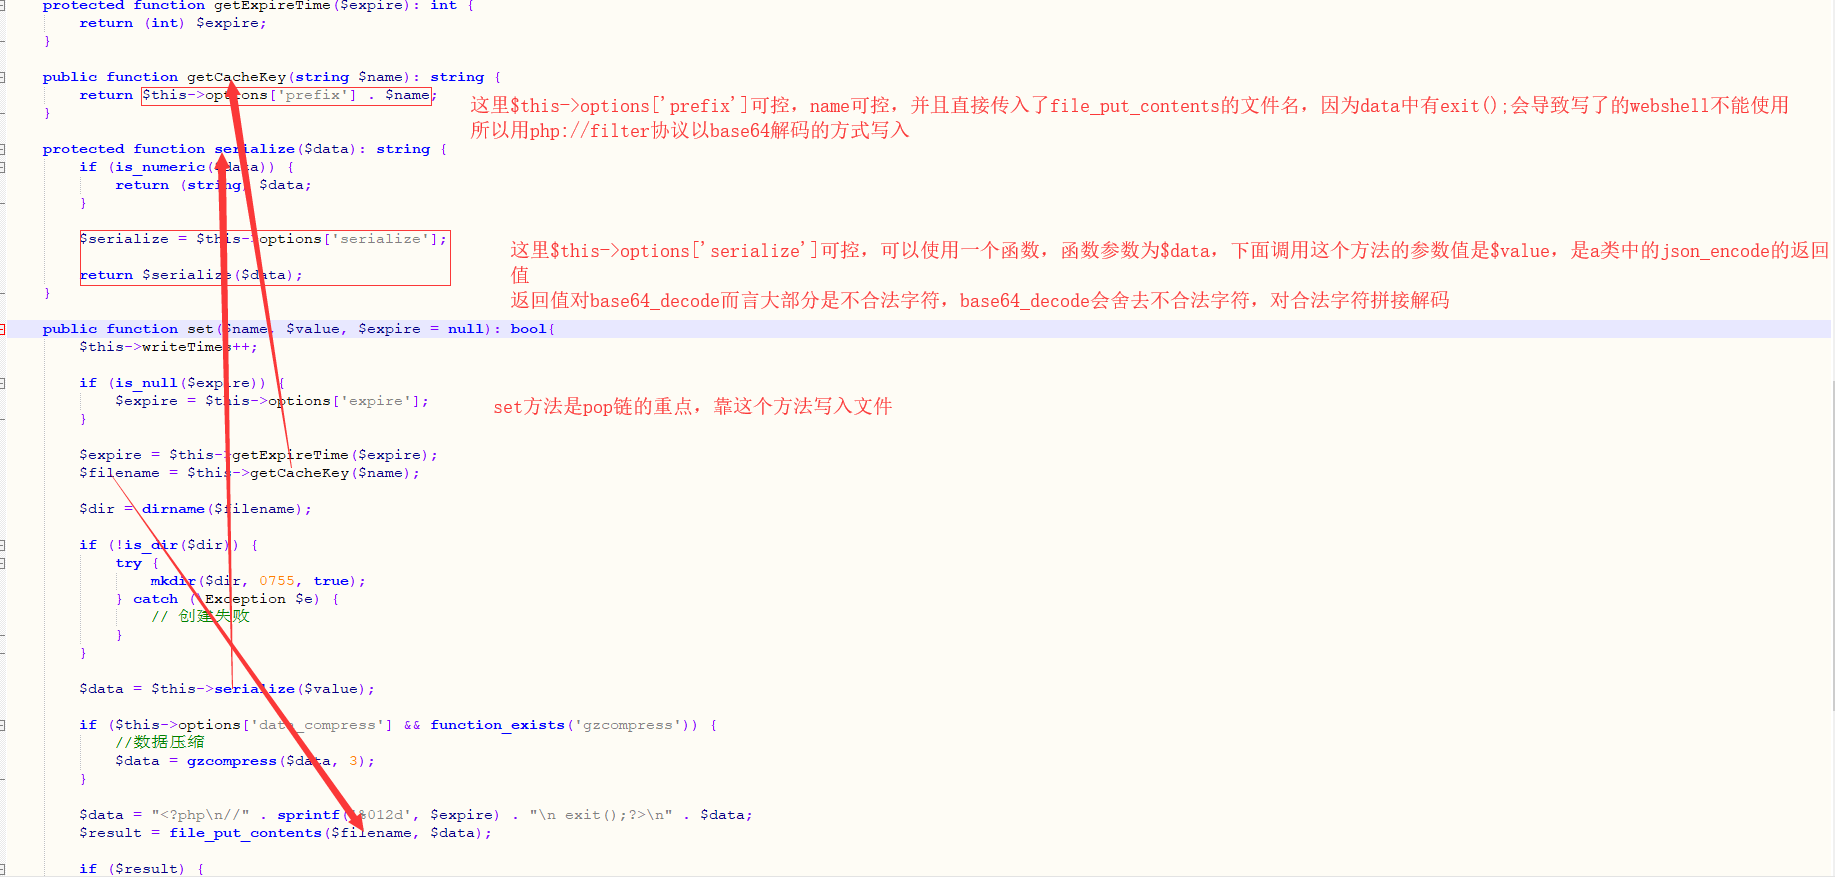 protected function getExpireTime($expire): int {
return (int) $expire;
}
public function getCacheKey(string $name): string {
return $this->options['prefix'] . $name;
这里$this->options['prefix']可控，name可控，并且直接传入了file_put_contents的文件名，因为data中有exit();会导致写了的webshell不能使用
所以用php://filter协议以base64解码的方式写入
}
protected function serialize($data): string {
if (is_numeric($data)) {
return (string) $data;
}
$serialize = $this->options['serialize'];
这里$this->options['serialize']可控，可以使用一个函数，函数参数为$data，下面调用这个方法的参数值是$value，是a类中的json_encode的返回
值
return $serialize($data);
返回值对base64_decode而言大部分是不合法字符，base64_decode会舍去不合法字符，对合法字符拼接解码
}
public function set($name, $value, $expire = null): bool{
$this->writeTimes++;
if (is_null($expire)) {
$expire = $this->options['expire'];
set方法是pop链的重点，靠这个方法写入文件
}
$expire = $this->getExpireTime($expire);
$filename = $this->getCacheKey($name);
$dir = dirname($filename);
if (!is_dir($dir)) {
try {
mkdir($dir, 0755, true);
} catch (\Exception $e) {
// 创建失败
}
}
$data = $this->serialize($value);
if ($this->options['data_compress'] && function_exists('gzcompress')) {
//数据压缩
$data = gzcompress($data, 3);
}
$data = "<?php\n//" . sprintf('%012d', $expire) . "\n exit();?>\n" . $data;
$result = file_put_contents($filename, $data);
if ($result) {